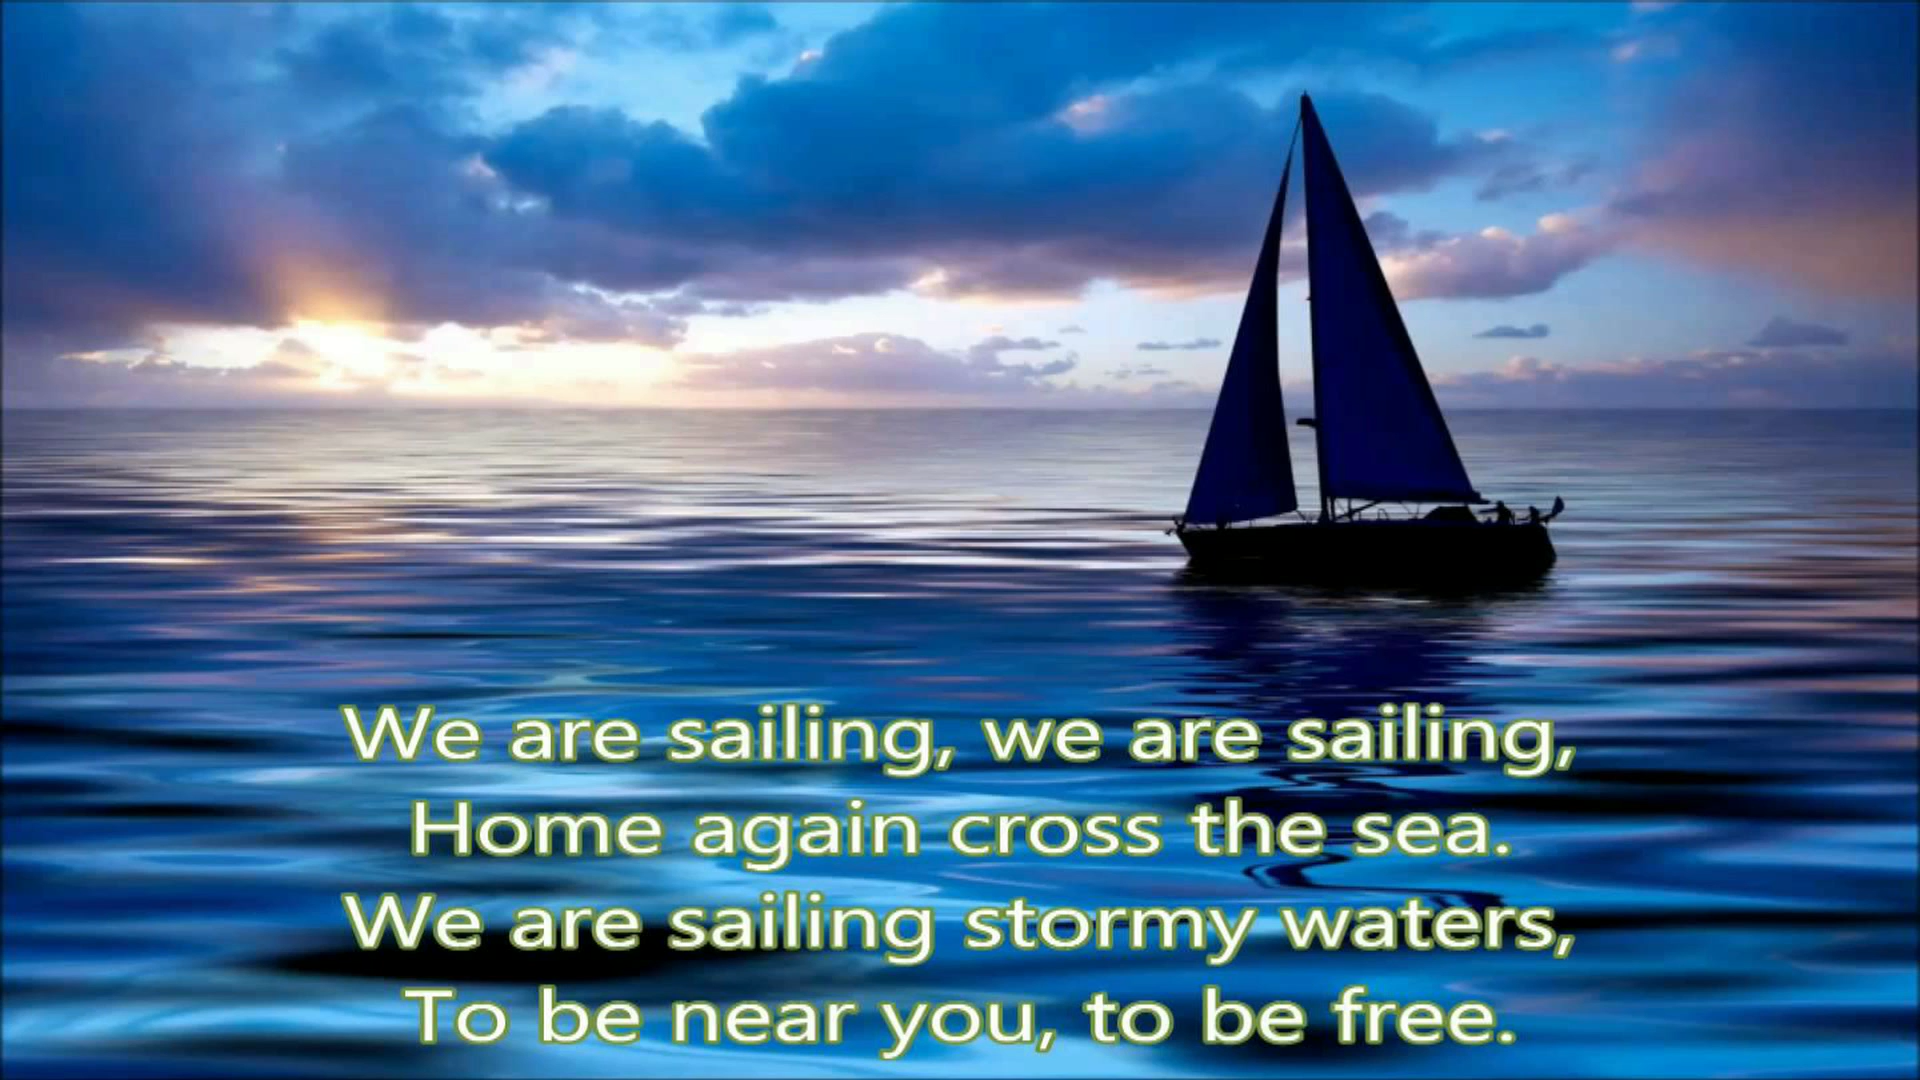 We are sailing, we are sailing,
Home again cross the sea.
We are sailing stormy waters,
To be near you, to be free.